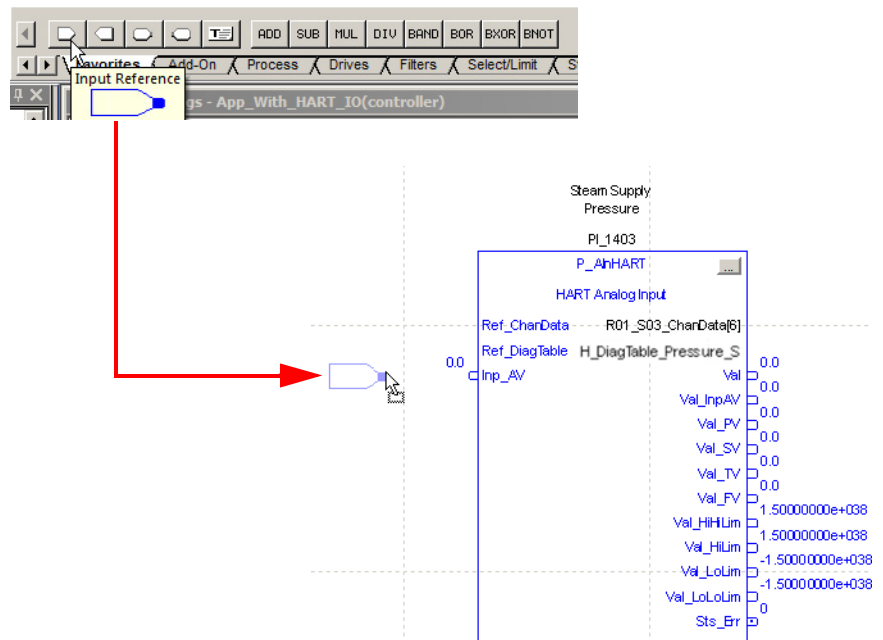 ADD SUB MUL DIV BAND BOR BXOR BNOT
Favorites Add-On Process Drives Filters Select/Limit
Input Reference
gs - App_With_HART_IO(controller)
Steam Supply
Pressure
PI_1403
P_AInHART ...
HART Analog Input
Ref_ChanData R01_S03_ChanData[6]
Ref_DiagTable H_DiagTable_Pressure_S
0.0 Inp_AV Val 0.0
Val_InpAV 0.0
Val_PV 0.0
Val_SV 0.0
Val_TV 0.0
Val_FV 0.0
Val_HiHiLim 1.50000000e+038
Val_HiLim 1.50000000e+038
Val_LoLim -1.50000000e+038
Val_LoLoLim -1.50000000e+038
Sts_Err 0